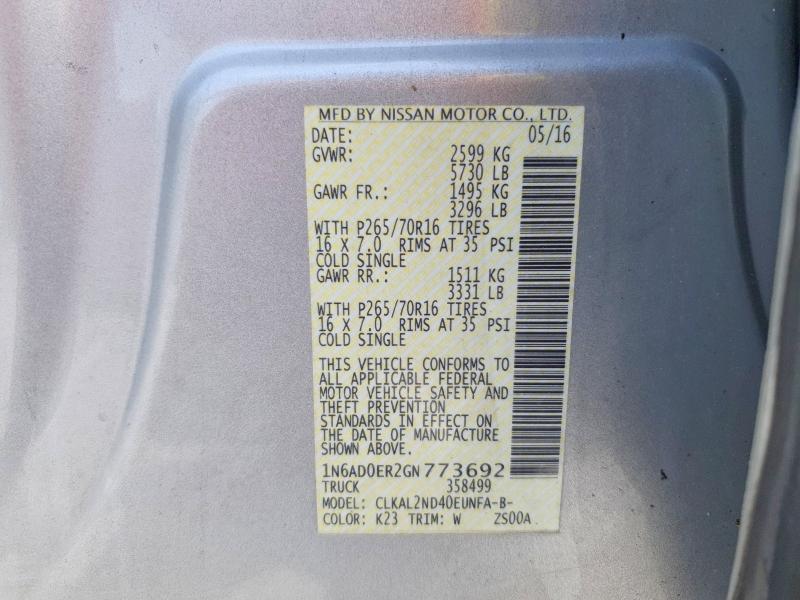 MFD BY NISSAN MOTOR CO., LTD.
DATE: 05/16
GVWR: 2599 KG
5730 LB
GAWR FR.: 1495 KG
3296 LB
WITH P265/70R16 TIRES
16 X 7.0 RIMS AT 35 PSI
COLD SINGLE
GAWR RR.: 1511 KG
3331 LB
WITH P265/70R16 TIRES
16 X 7.0 RIMS AT 35 PSI
COLD SINGLE
THIS VEHICLE CONFORMS TO
ALL APPLICABLE FEDERAL
MOTOR VEHICLE SAFETY AND
THEFT PREVENTION
STANDARDS IN EFFECT ON
THE DATE OF MANUFACTURE
SHOWN ABOVE.
1N6AD0ER2GN773692
TRUCK 358499
MODEL: CLKAL2ND40EUNFA-B-
COLOR: K23 TRIM: W ZS00A